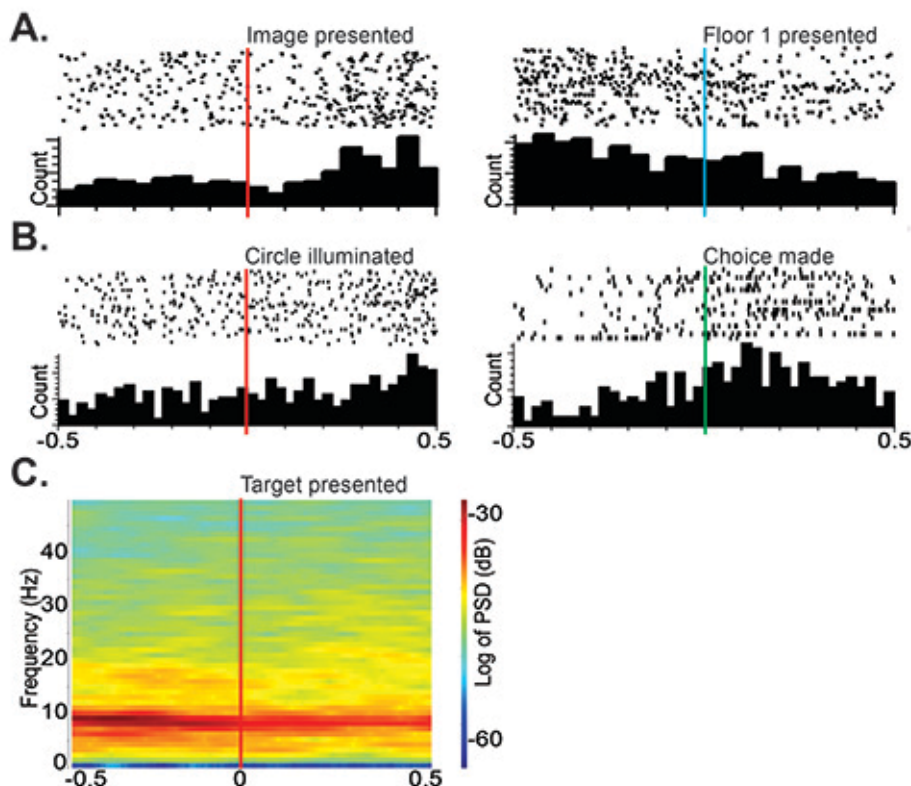 A.
Image presented
Floor 1 presented
Count
Count
B.
Circle illuminated
Choice made
Count
Count
-0.5
0.5
-0.5
0.5
C.
Target presented
Frequency (Hz)
40
30
20
10
0
-0.5
0
0.5
-30
Log of PSD (dB)
-60